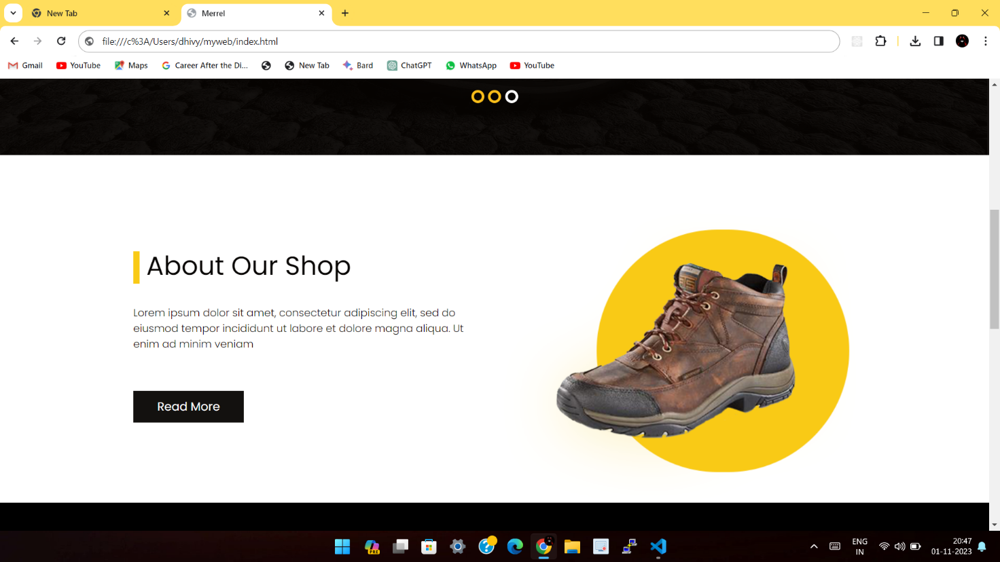 New Tab
Merrel
file:///c%3A/Users/dhivy/myweb/index.html
Gmail
YouTube
Maps
Career After the Di...
New Tab
Bard
ChatGPT
WhatsApp
YouTube
About Our Shop
Lorem ipsum dolor sit amet, consectetur adipiscing elit, sed do
eiusmod tempor incididunt ut labore et dolore magna aliqua. Ut
enim ad minim veniam
Read More
PRE
ENG
IN
20:47
01-11-2023